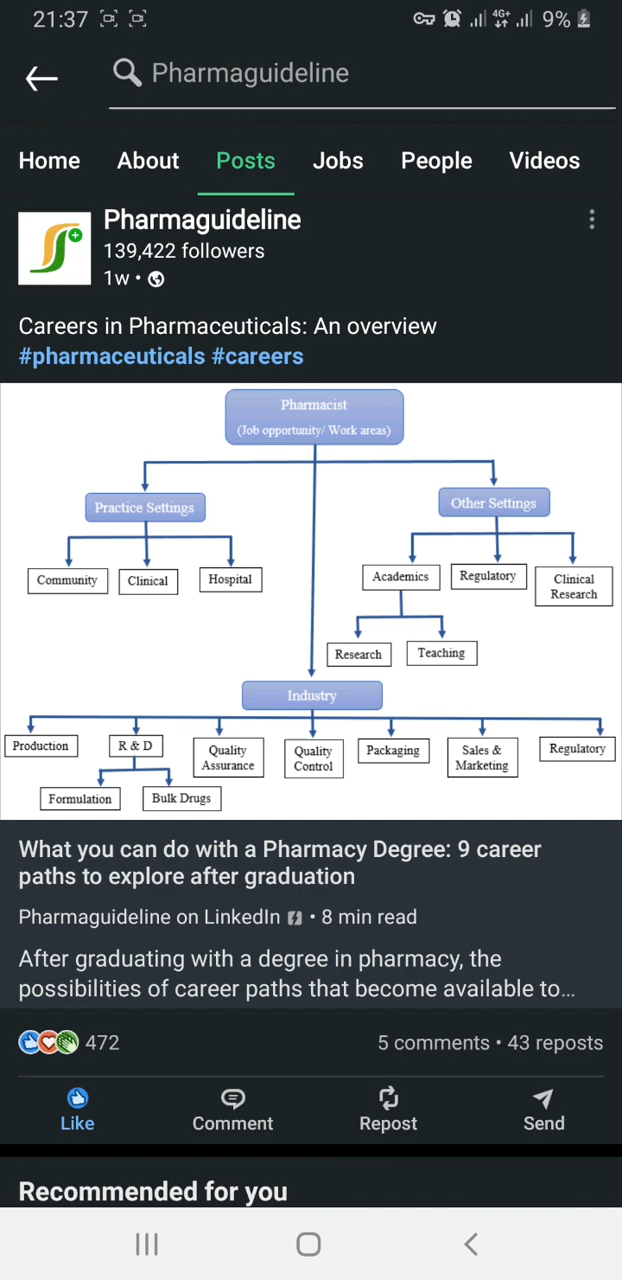 21:37 4G+ 9%
Pharmaguideline
Home About Posts Jobs People Videos
Pharmaguideline
139,422 followers
1w •
Careers in Pharmaceuticals: An overview
#pharmaceuticals #careers
Pharmacist
(Job opportunity/ Work areas)
Practice Settings
Other Settings
Community
Clinical
Hospital
Academics
Regulatory
Clinical
Research
Research
Teaching
Industry
Production
R & D
Quality
Assurance
Quality
Control
Packaging
Sales &
Marketing
Regulatory
Formulation
Bulk Drugs
What you can do with a Pharmacy Degree: 9 career
paths to explore after graduation
Pharmaguideline on LinkedIn • 8 min read
After graduating with a degree in pharmacy, the
possibilities of career paths that become available to...
472 5 comments • 43 reposts
Like Comment Repost Send
Recommended for you